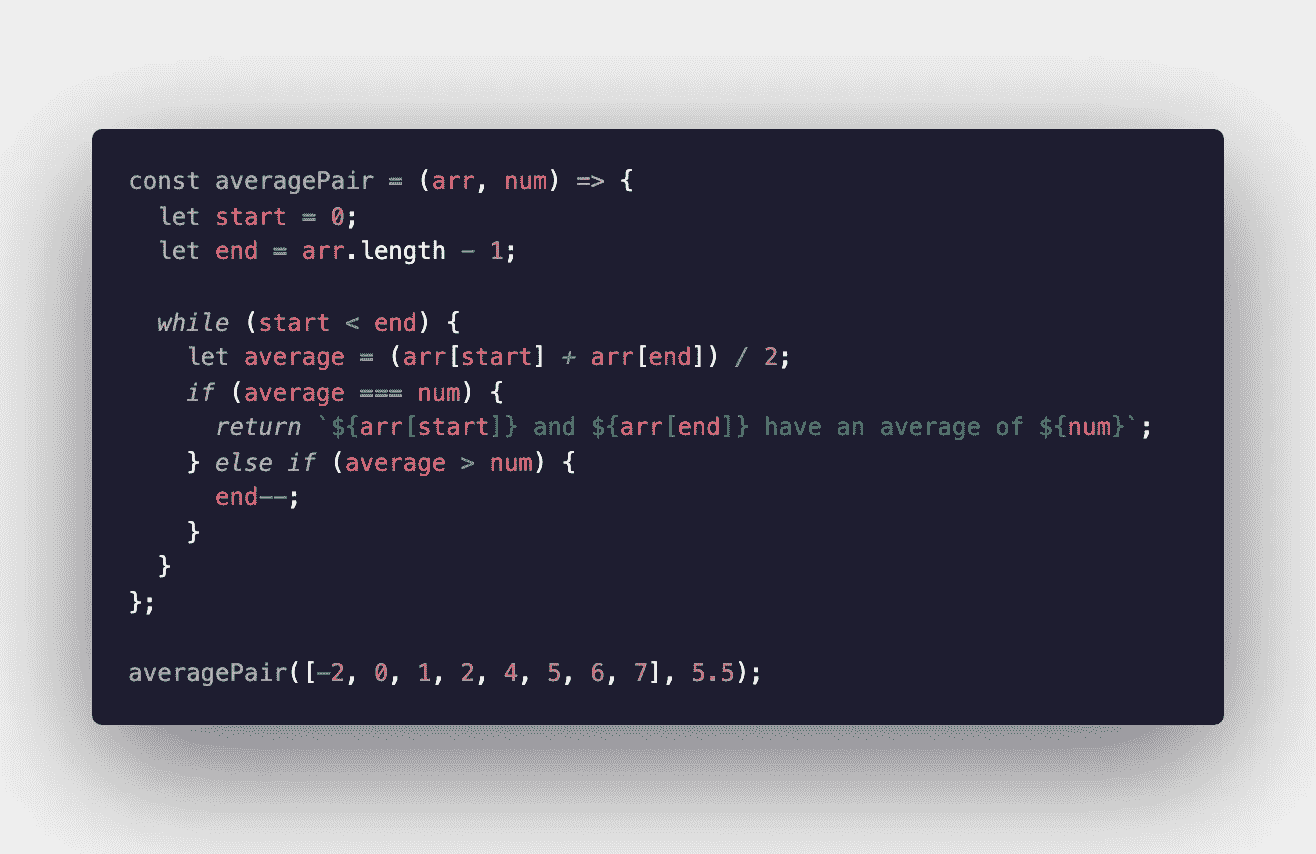 const averagePair = (arr, num) => {
  let start = 0;
  let end = arr.length - 1;

  while (start < end) {
    let average = (arr[start] + arr[end]) / 2;
    if (average === num) {
      return `${arr[start]} and ${arr[end]} have an average of ${num}`;
    } else if (average > num) {
      end--;
    }
  }
};

averagePair([-2, 0, 1, 2, 4, 5, 6, 7], 5.5);